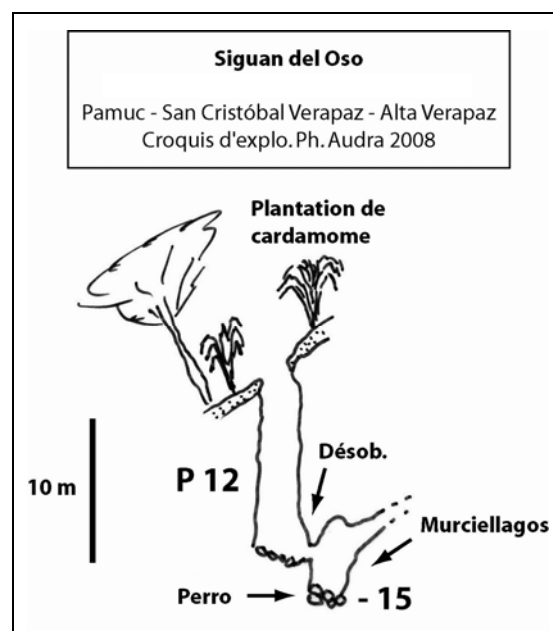 Siguan del Oso
Pamuc - San Cristóbal Verapaz - Alta Verapaz
Croquis d'explo. Ph. Audra 2008
Plantation de
cardamome
Désob.
P 12
10 m
Murciellagos
Perro
- 15